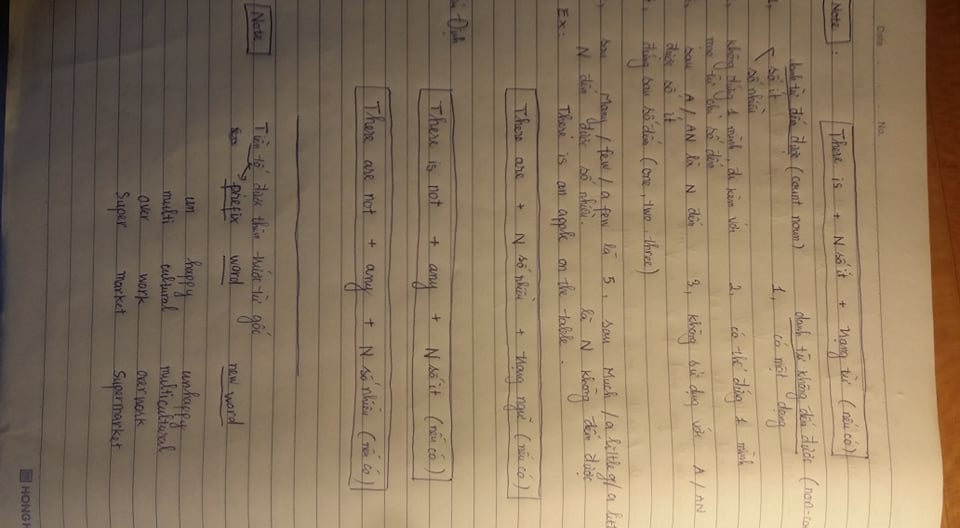 Date No.
Note : There is + N số ít + trạng từ (nếu có)
1, danh từ đếm được (count noun) danh từ không đếm được (non-co
số ít 1, có một dạng
số nhiều
không đứng 1 mình, đi kèm với 2, có thể đứng 1 mình
mạo từ chỉ số đếm
sau A / AN là N đếm 3, không sử dụng với A / AN
được số ít
đứng sau số đếm (one, two, three)
sau Many / few / a few là 5, sau Much / a little
N đếm được số nhiều. là N không đếm được
Ex: There is an apple on the table.
There are + N số nhiều + trạng ngữ (nếu có)
Định
There is not + any + N số ít (nếu có)
There are not + any + N số nhiều (nếu có)
Note Tiền tố được thêm trước từ gốc
prefix word new word
un happy unhappy
multi cultural multicultural
over work overwork
Super market Supermarket
HONG